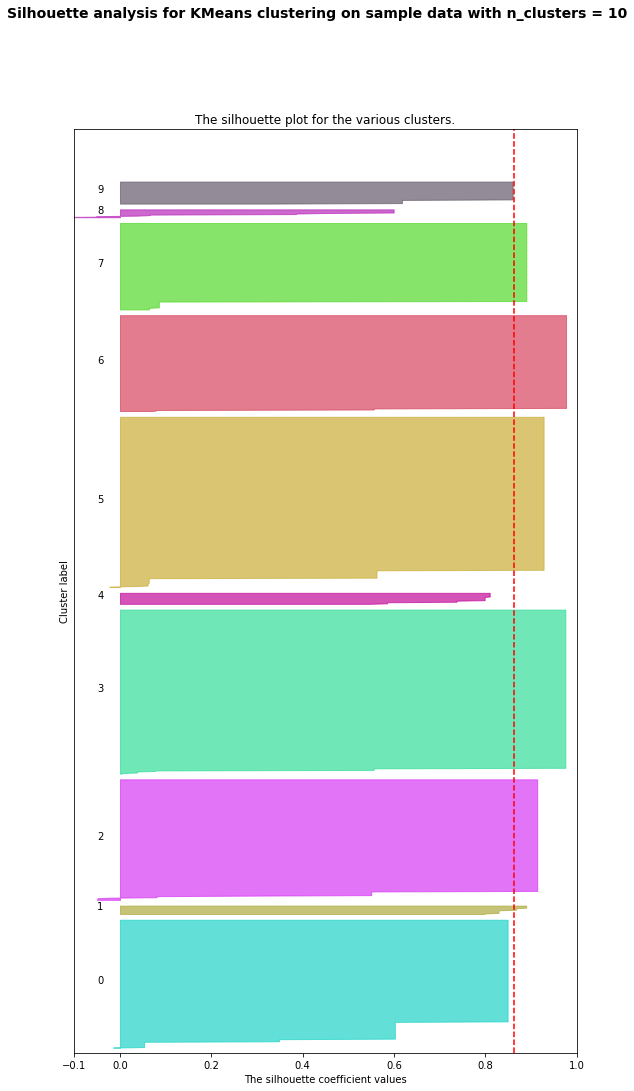 Silhouette analysis for KMeans clustering on sample data with n_clusters = 10
The silhouette plot for the various clusters.
9
8
7
6
5
4
3
2
1
0
Cluster label
−0.1 0.0 0.2 0.4 0.6 0.8 1.0
The silhouette coefficient values